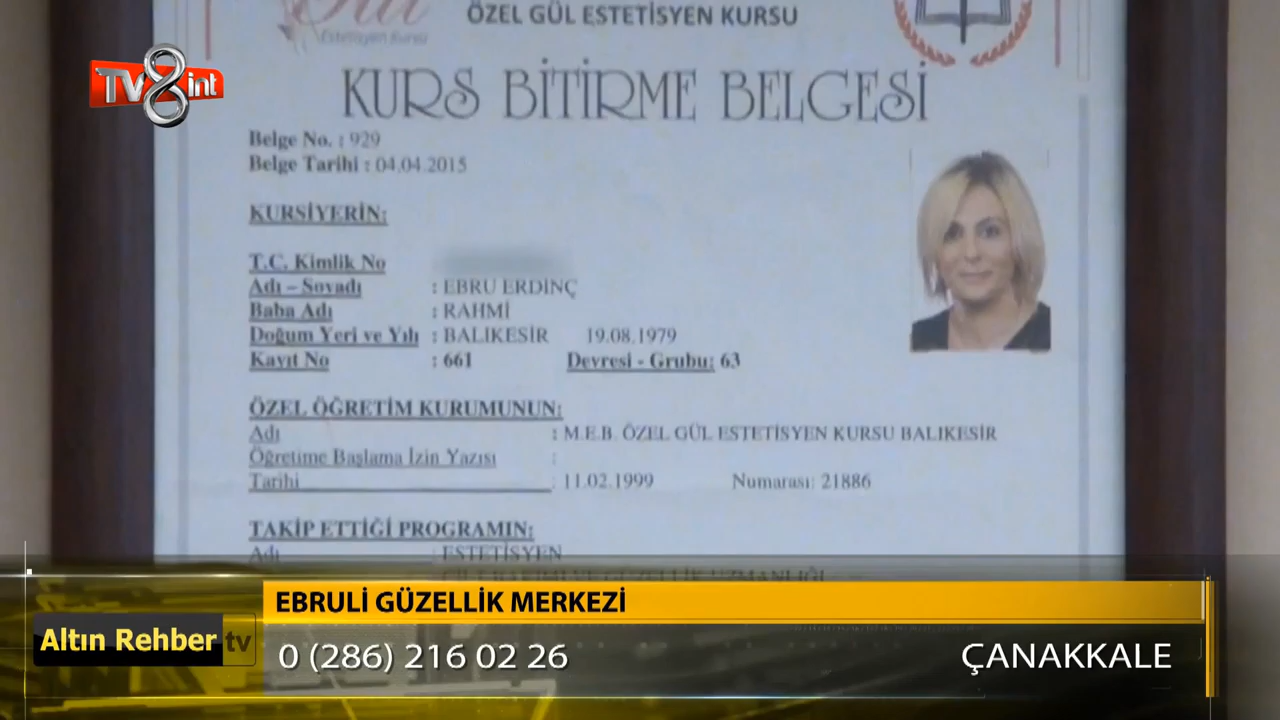 ÖZEL GÜL ESTETİSYEN KURSU
Estetisyen Kursu
TV8int
KURS BİTİRME BELGESİ
Belge No. : 929
Belge Tarihi : 04.04.2015
KURSİYERİN:
T.C. Kimlik No
Adı – Soyadı : EBRU ERDİNÇ
Baba Adı : RAHMİ
Doğum Yeri ve Yılı : BALIKESİR 19.08.1979
Kayıt No : 661 Devresi - Grubu: 63
ÖZEL ÖĞRETİM KURUMUNUN:
Adı : M.E.B. ÖZEL GÜL ESTETİSYEN KURSU BALIKESİR
Öğretime Başlama İzin Yazısı :
Tarihi : 11.02.1999 Numarası: 21886
TAKİP ETTİĞİ PROGRAMIN:
Adı : ESTETİSYEN
EBRULİ GÜZELLİK MERKEZİ
Altın Rehber tv
0 (286) 216 02 26
ÇANAKKALE